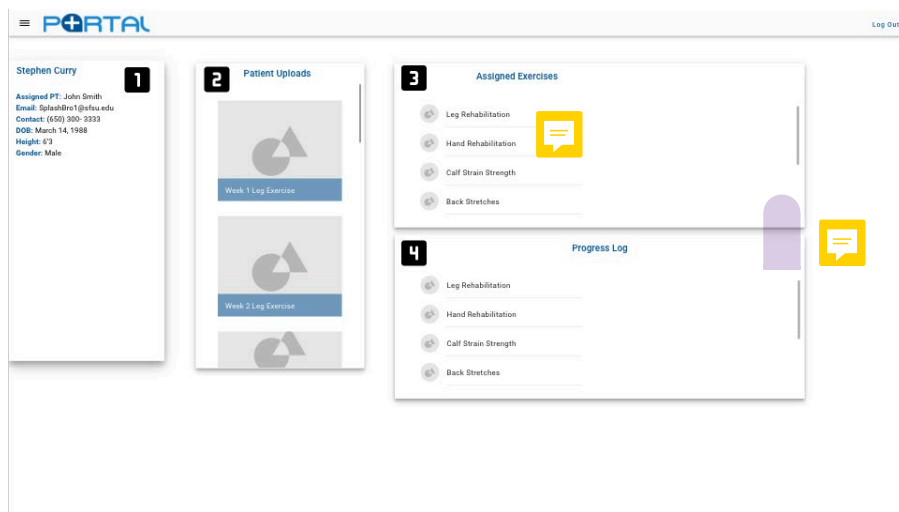 PORTAL
Log Out
Stephen Curry
1
Assigned PT: John Smith
Email: SplashBro1@sfsu.edu
Contact: (650) 300- 3333
DOB: March 14, 1988
Height: 6'3
Gender: Male
2
Patient Uploads
Week 1 Leg Exercise
Week 2 Leg Exercise
3
Assigned Exercises
Leg Rehabilitation
Hand Rehabilitation
Calf Strain Strength
Back Stretches
4
Progress Log
Leg Rehabilitation
Hand Rehabilitation
Calf Strain Strength
Back Stretches